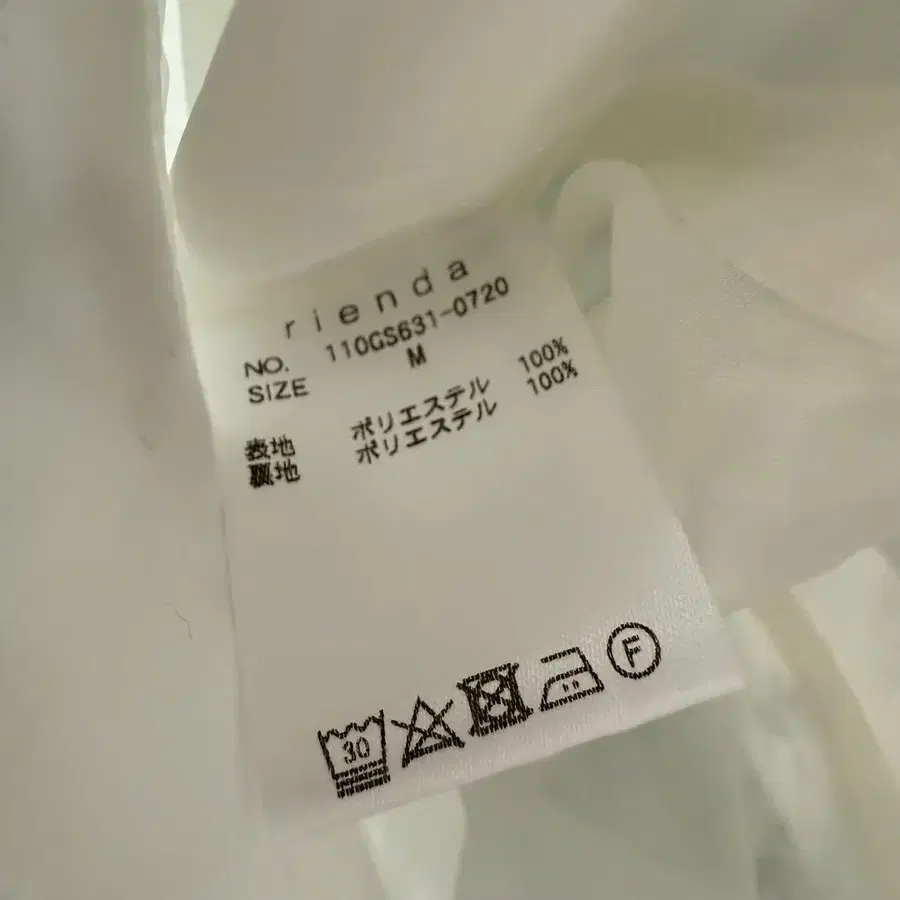 rienda
NO. 110GS631-0720
SIZE M
表地 ポリエステル 100%
裏地 ポリエステル 100%
30
F